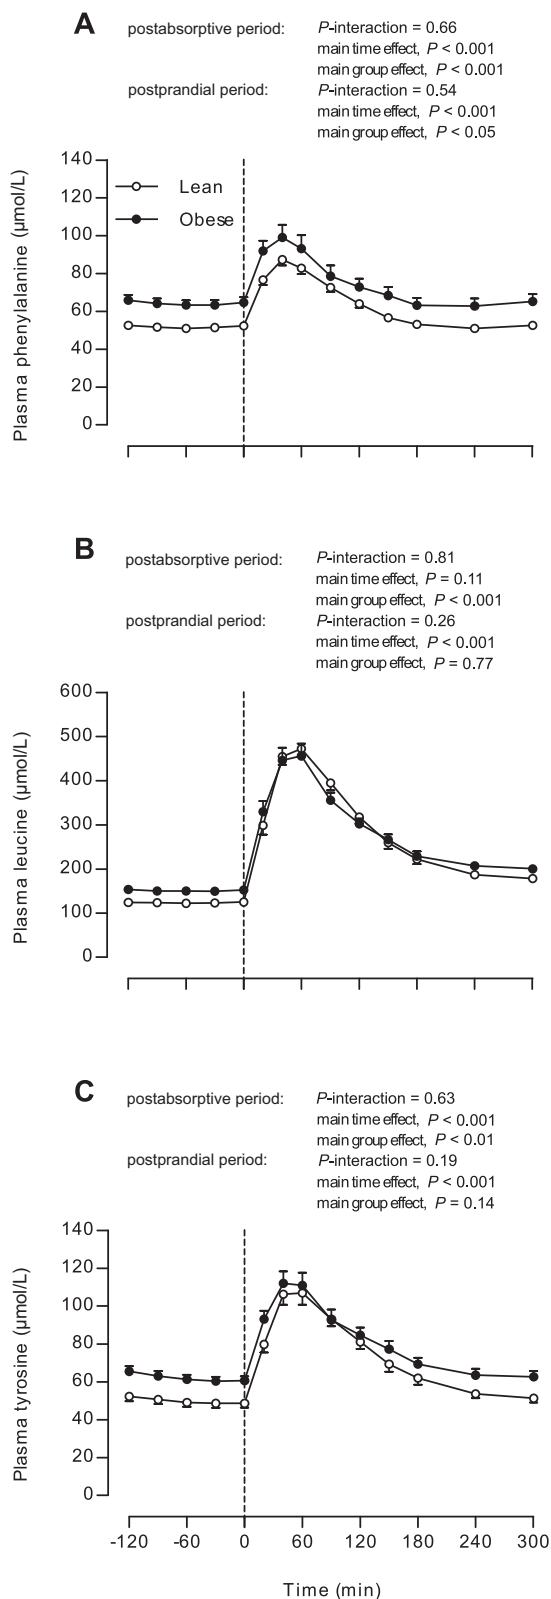 A
postabsorptive period: P-interaction = 0.66
main time effect, P < 0.001
main group effect, P < 0.001
postprandial period: P-interaction = 0.54
main time effect, P < 0.001
main group effect, P < 0.05
Plasma phenylalanine (µmol/L)
140
120
100
80
60
40
20
0
Lean
Obese
B
postabsorptive period: P-interaction = 0.81
main time effect, P = 0.11
main group effect, P < 0.001
postprandial period: P-interaction = 0.26
main time effect, P < 0.001
main group effect, P = 0.77
Plasma leucine (µmol/L)
600
500
400
300
200
100
0
C
postabsorptive period: P-interaction = 0.63
main time effect, P < 0.001
main group effect, P < 0.01
postprandial period: P-interaction = 0.19
main time effect, P < 0.001
main group effect, P = 0.14
Plasma tyrosine (µmol/L)
140
120
100
80
60
40
20
0
-120 -60 0 60 120 180 240 300
Time (min)